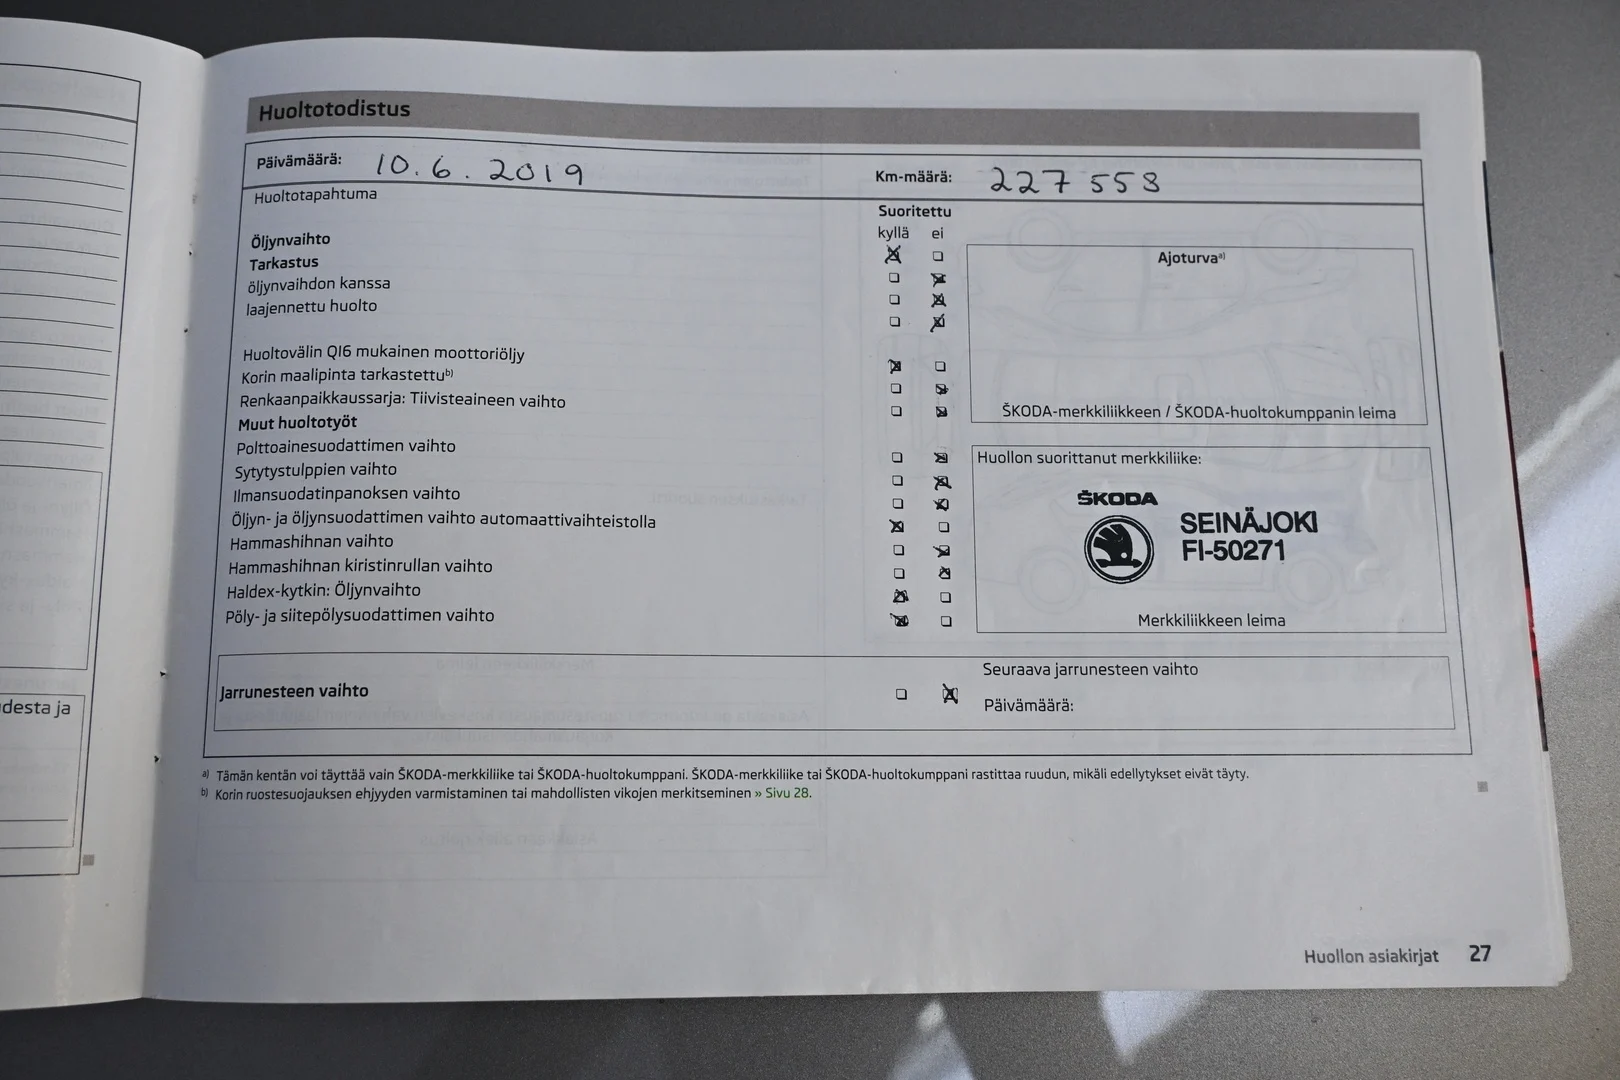 Huoltotodistus
Päivämäärä: 10.6.2019 Km-määrä: 227 558
Huoltotapahtuma
Suoritettu
kyllä ei
Öljynvaihto
Tarkastus
öljynvaihdon kanssa
laajennettu huolto
Ajoturva a)
Huoltovälin QI6 mukainen moottoriöljy
Korin maalipinta tarkastettu b)
Renkaanpaikkaussarja: Tiivisteaineen vaihto
ŠKODA-merkkiliikkeen / ŠKODA-huoltokumppanin leima
Muut huoltotyöt
Polttoainesuodattimen vaihto
Sytytystulppien vaihto
Ilmansuodatinpanoksen vaihto
Öljyn- ja öljynsuodattimen vaihto automaattivaihteistolla
Hammashihnan vaihto
Hammashihnan kiristinrullan vaihto
Haldex-kytkin: Öljynvaihto
Pöly- ja siitepölysuodattimen vaihto
Huollon suorittanut merkkiliike:
ŠKODA
SEINÄJOKI
FI-50271
Merkkiliikkeen leima
Jarrunesteen vaihto
Seuraava jarrunesteen vaihto
Päivämäärä:
desta ja
a) Tämän kentän voi täyttää vain ŠKODA-merkkiliike tai ŠKODA-huoltokumppani. ŠKODA-merkkiliike tai ŠKODA-huoltokumppani rastittaa ruudun, mikäli edellytykset eivät täyty.
b) Korin ruostesuojauksen ehjyyden varmistaminen tai mahdollisten vikojen merkitseminen » Sivu 28.
Huollon asiakirjat 27